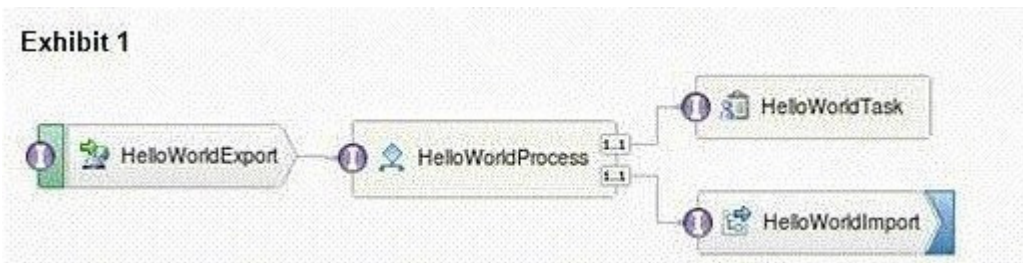 Exhibit 1
HelloWorldTask
HelloWorldExport
HelloWorldProcess
1..1
1..1
HelloWorldImport